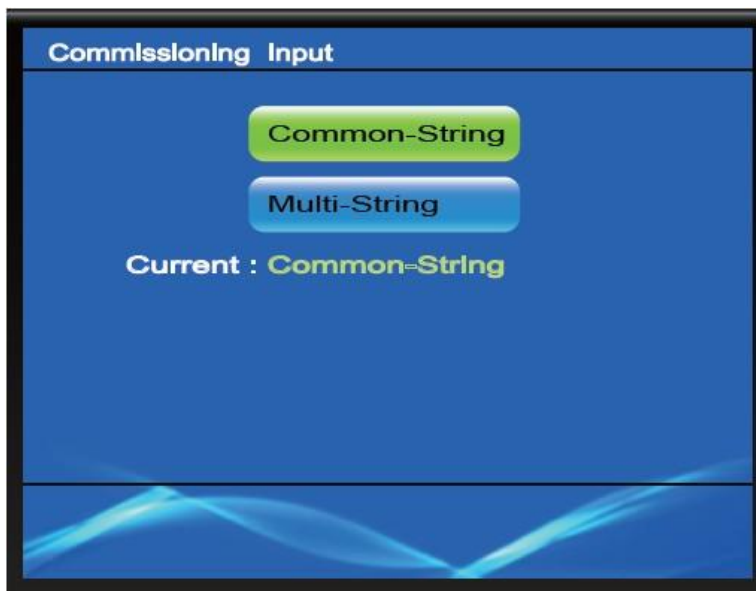 Commissioning Input
Common-String
Multi-String
Current : Common-String